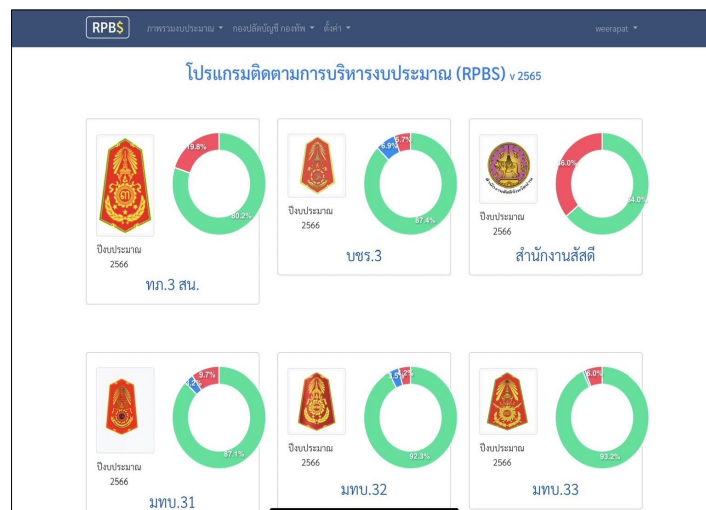 RPB$ ภาพรวมงบประมาณ กองปลัดบัญชี กองทัพ ตั้งค่า weerapat
โปรแกรมติดตามการบริหารงบประมาณ (RPBS) v 2565
19.8%
80.2%
ปีงบประมาณ
2566
ทภ.3 สน.
6.9%
5.7%
87.4%
ปีงบประมาณ
2566
บชร.3
36.0%
64.0%
ปีงบประมาณ
2566
สำนักงานสัสดี
9.7%
87.1%
ปีงบประมาณ
2566
มทบ.31
92.3%
ปีงบประมาณ
2566
มทบ.32
6.0%
93.2%
ปีงบประมาณ
2566
มทบ.33